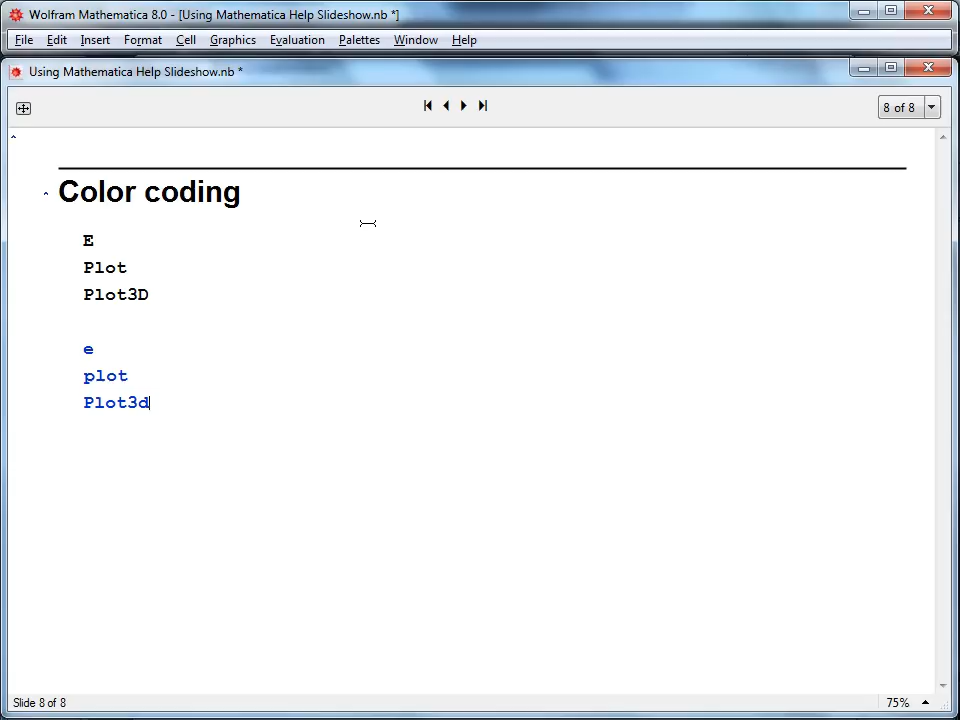 Wolfram Mathematica 8.0 - [Using Mathematica Help Slideshow.nb *]
File Edit Insert Format Cell Graphics Evaluation Palettes Window Help
Using Mathematica Help Slideshow.nb *
8 of 8
Color coding
E
Plot
Plot3D
e
plot
Plot3d
Slide 8 of 8
75%